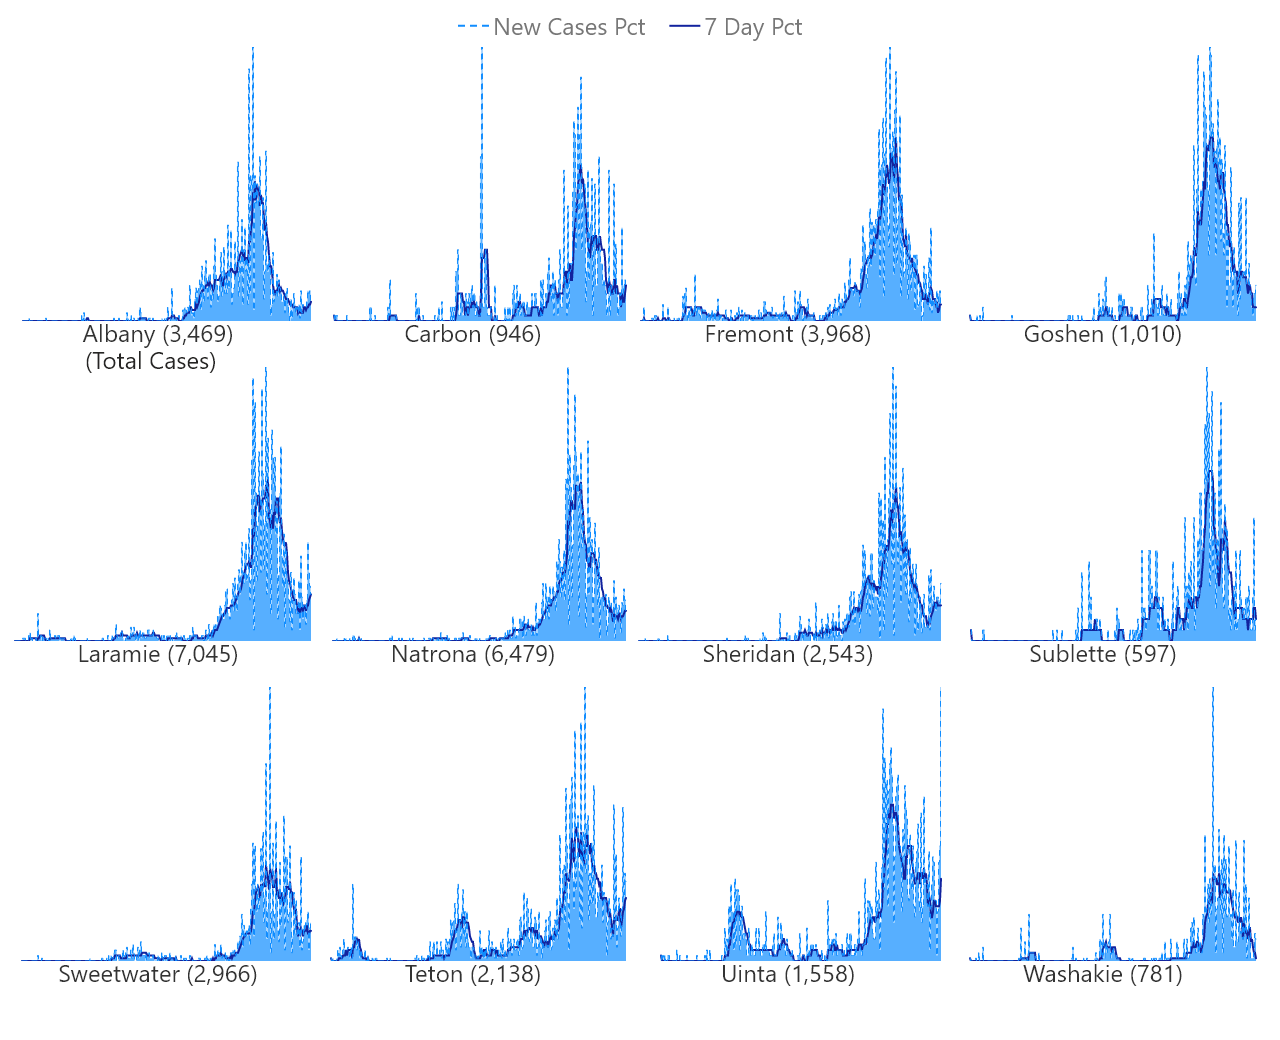 New Cases Pct 7 Day Pct
Albany (3,469) Carbon (946) Fremont (3,968) Goshen (1,010)
(Total Cases)
Laramie (7,045) Natrona (6,479) Sheridan (2,543) Sublette (597)
Sweetwater (2,966) Teton (2,138) Uinta (1,558) Washakie (781)